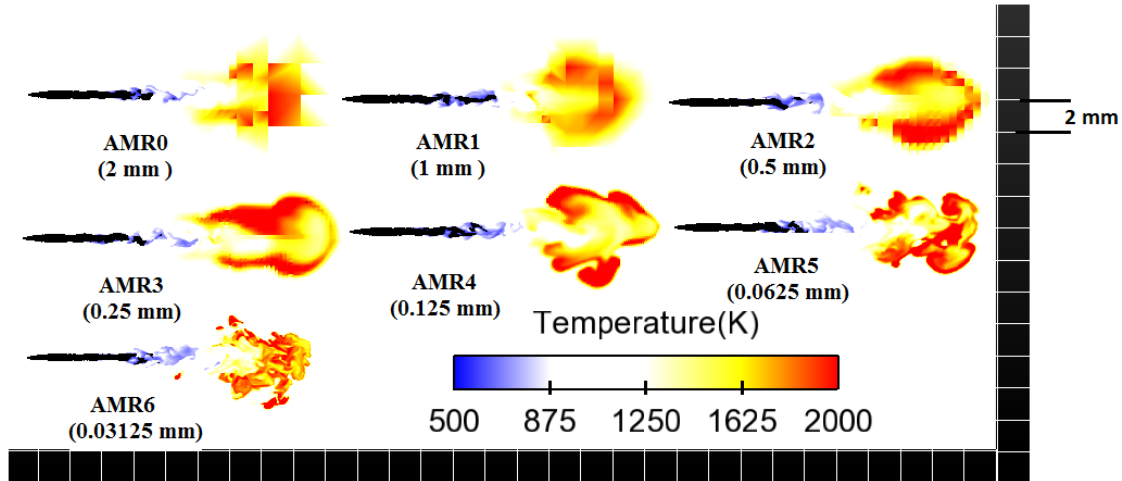 AMR0
(2 mm )
AMR1
(1 mm )
AMR2
(0.5 mm)
2 mm
AMR3
(0.25 mm)
AMR4
(0.125 mm)
AMR5
(0.0625 mm)
AMR6
(0.03125 mm)
Temperature(K)
500 875 1250 1625 2000